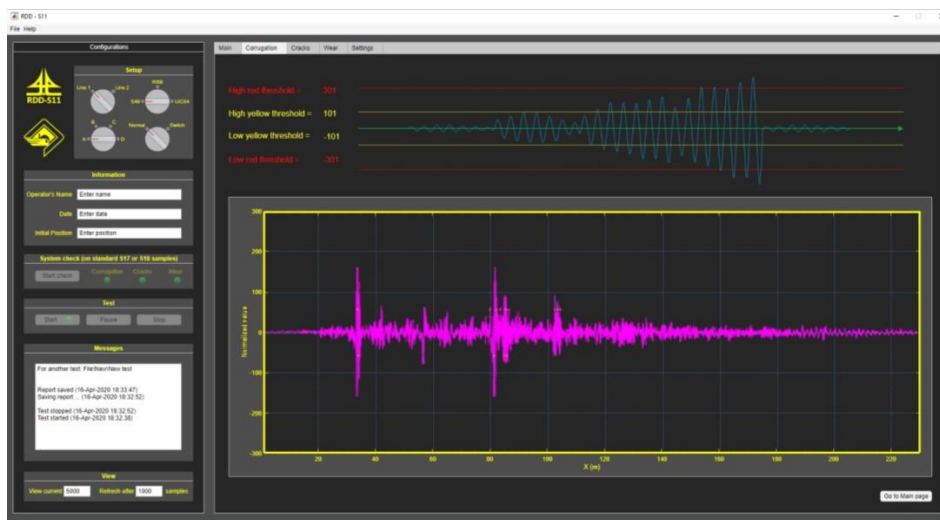 RDD - S11
File Help
Configurations
RDD-S11
Setup
Line 1 Line 2
S49 UIC54
B C
A D
Normal Switch
Information
Operator's Name Enter name
Date Enter date
Initial Position Enter position
System check (on standard S17 or S18 samples)
Start check Corrugation Cracks Wear
Test
Start Pause Stop
Messages
For another test: File\New\New test
Report saved (16-Apr-2020 18:33:47)
Saving report ... (16-Apr-2020 18:32:52)
Test stopped (16-Apr-2020 18:32:52)
Test started (16-Apr-2020 18:32:38)
View
View current 5000 Refresh after 1000 samples
Main Corrugation Cracks Wear Settings
High red threshold = 301
High yellow threshold = 101
Low yellow threshold = -101
Low red threshold = -301
300
200
100
0
-100
-200
-300
Normalized value
20 40 60 80 100 120 140 160 180 200 220
X (m)
Go to Main page